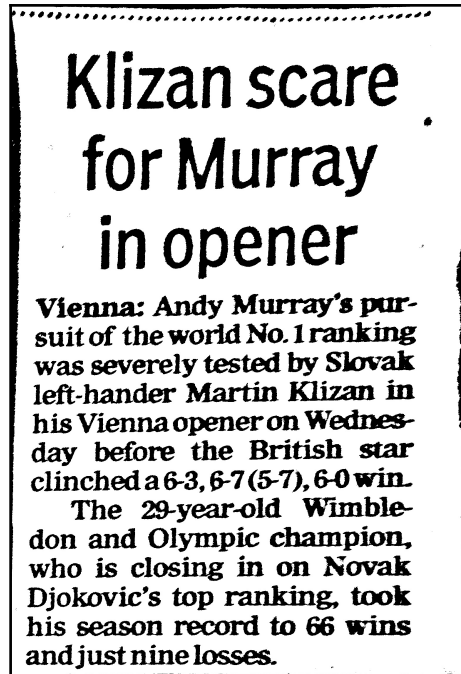 Klizan scare
for Murray
in opener
Vienna: Andy Murray's pur-
suit of the world No. 1 ranking
was severely tested by Slovak
left-hander Martin Klizan in
his Vienna opener on Wednes-
day before the British star
clinched a 6-3, 6-7 (5-7), 6-0 win.
The 29-year-old Wimble-
don and Olympic champion,
who is closing in on Novak
Djokovic's top ranking, took
his season record to 66 wins
and just nine losses.